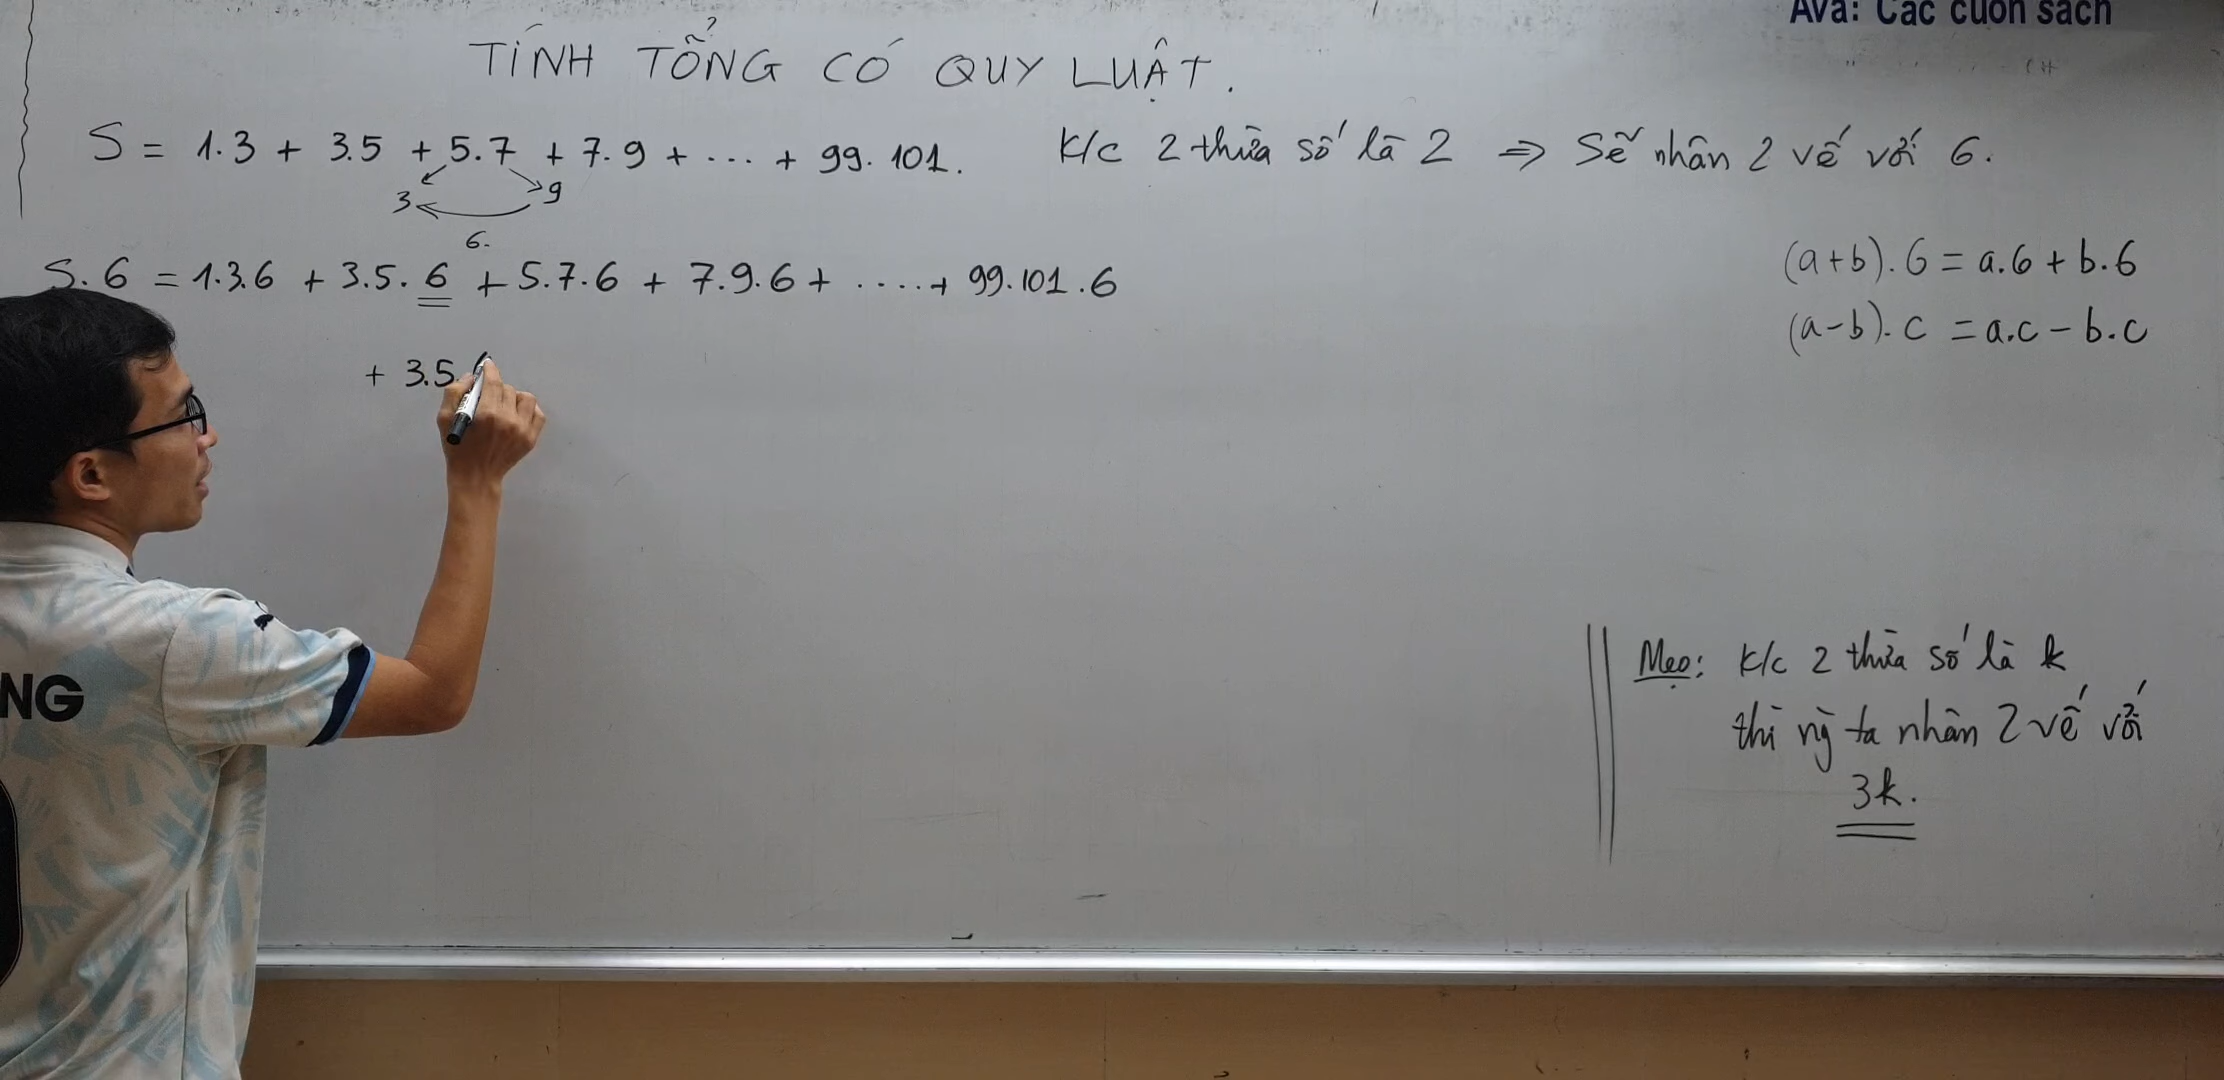 Ava: Các cuốn sách
TÍNH TỔNG CÓ QUY LUẬT.
S = 1.3 + 3.5 + 5.7 + 7.9 + ... + 99.101. K/c 2 thừa số là 2 => Sẽ nhân 2 vế với 6.
3 9
6.
S.6 = 1.3.6 + 3.5.6 + 5.7.6 + 7.9.6 + ....+ 99.101.6
(a+b).6 = a.6 + b.6
(a-b).c = a.c - b.c
+ 3.5.
Mẹo: K/c 2 thừa số là k
thì ng ta nhân 2 vế với
3k.
NG